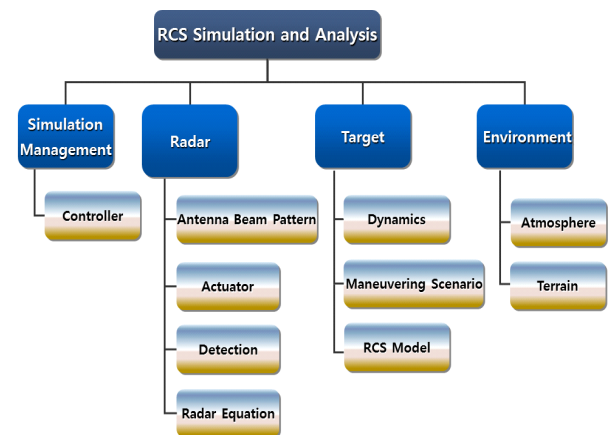 RCS Simulation and Analysis
Simulation
Management
Radar
Target
Environment
Controller
Antenna Beam Pattern
Actuator
Detection
Radar Equation
Dynamics
Maneuvering Scenario
RCS Model
Atmosphere
Terrain